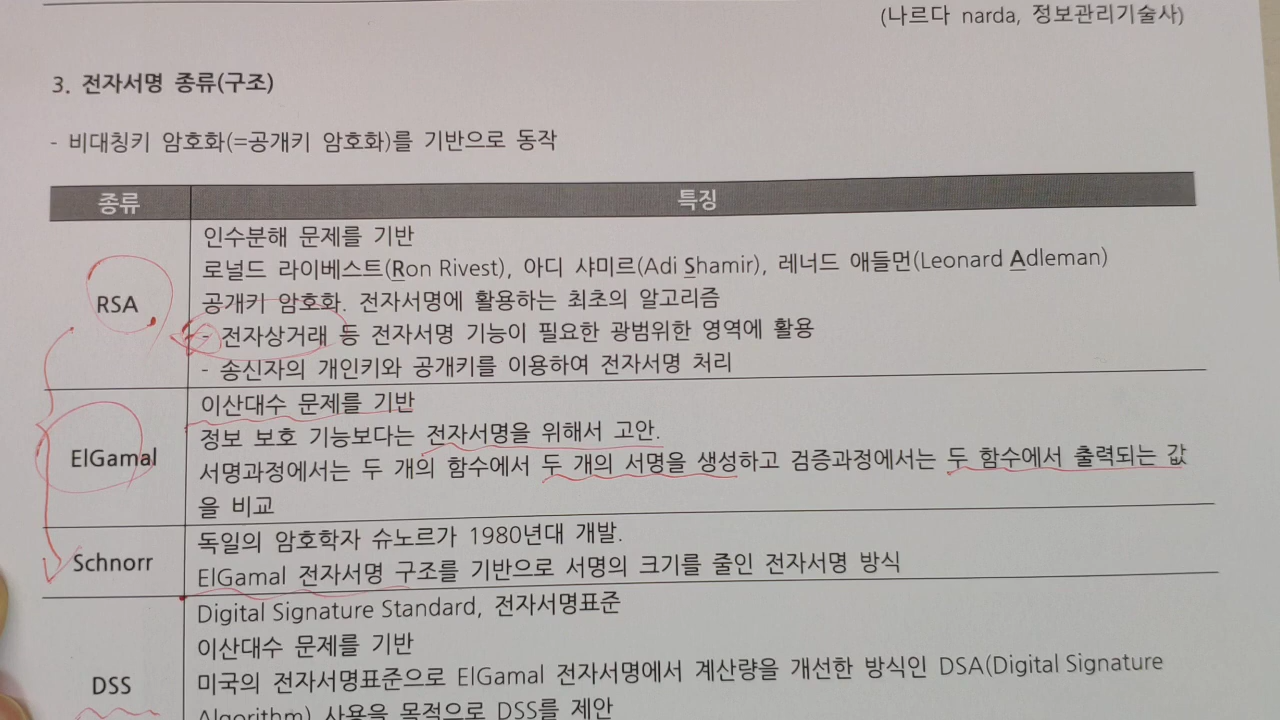 (나르다 narda, 정보관리기술사)
3. 전자서명 종류(구조)
- 비대칭키 암호화(=공개키 암호화)를 기반으로 동작
종류 특징
RSA
인수분해 문제를 기반
로널드 라이베스트(Ron Rivest), 아디 샤미르(Adi Shamir), 레너드 애들먼(Leonard Adleman)
공개키 암호화. 전자서명에 활용하는 최초의 알고리즘
- 전자상거래 등 전자서명 기능이 필요한 광범위한 영역에 활용
- 송신자의 개인키와 공개키를 이용하여 전자서명 처리
ElGamal
이산대수 문제를 기반
정보 보호 기능보다는 전자서명을 위해서 고안.
서명과정에서는 두 개의 함수에서 두 개의 서명을 생성하고 검증과정에서는 두 함수에서 출력되는 값
을 비교
Schnorr
독일의 암호학자 슈노르가 1980년대 개발.
ElGamal 전자서명 구조를 기반으로 서명의 크기를 줄인 전자서명 방식
DSS
Digital Signature Standard, 전자서명표준
이산대수 문제를 기반
미국의 전자서명표준으로 ElGamal 전자서명에서 계산량을 개선한 방식인 DSA(Digital Signature
Algorithm) 사용을 목적으로 DSS를 제안